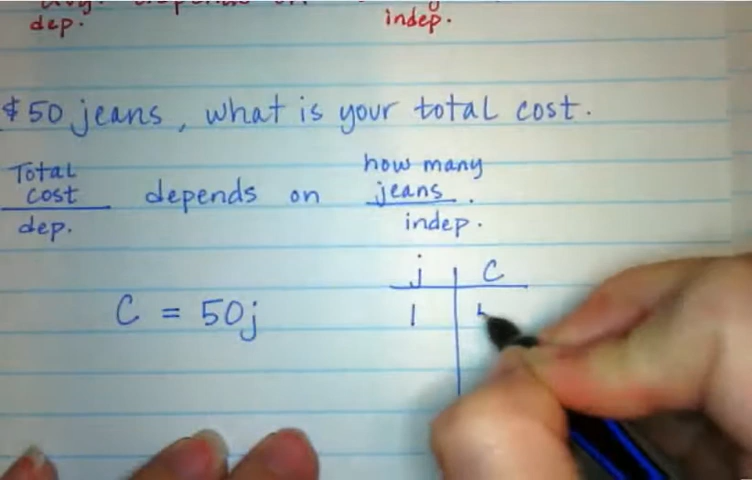 dep. indep.
$50 jeans, what is your total cost.
Total how many
cost depends on jeans.
dep. indep.
j C
C = 50j 1